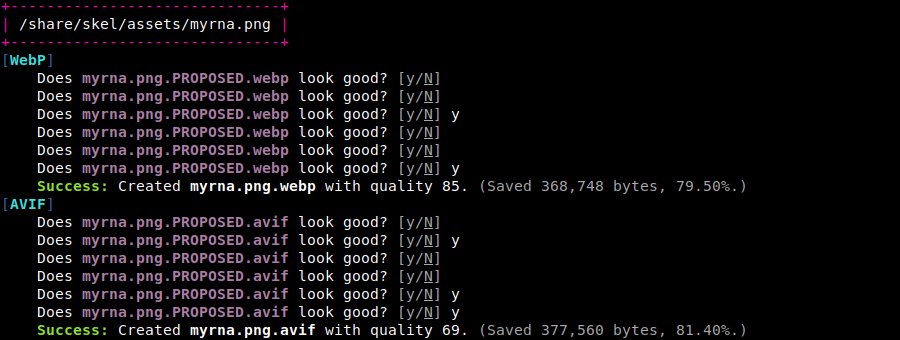 +------------------------------+
| /share/skel/assets/myrna.png |
+------------------------------+
[WebP]
    Does myrna.png.PROPOSED.webp look good? [y/N]
    Does myrna.png.PROPOSED.webp look good? [y/N]
    Does myrna.png.PROPOSED.webp look good? [y/N] y
    Does myrna.png.PROPOSED.webp look good? [y/N]
    Does myrna.png.PROPOSED.webp look good? [y/N]
    Does myrna.png.PROPOSED.webp look good? [y/N] y
    Success: Created myrna.png.webp with quality 85. (Saved 368,748 bytes, 79.50%.)
[AVIF]
    Does myrna.png.PROPOSED.avif look good? [y/N]
    Does myrna.png.PROPOSED.avif look good? [y/N] y
    Does myrna.png.PROPOSED.avif look good? [y/N]
    Does myrna.png.PROPOSED.avif look good? [y/N]
    Does myrna.png.PROPOSED.avif look good? [y/N] y
    Does myrna.png.PROPOSED.avif look good? [y/N] y
    Success: Created myrna.png.avif with quality 69. (Saved 377,560 bytes, 81.40%.)